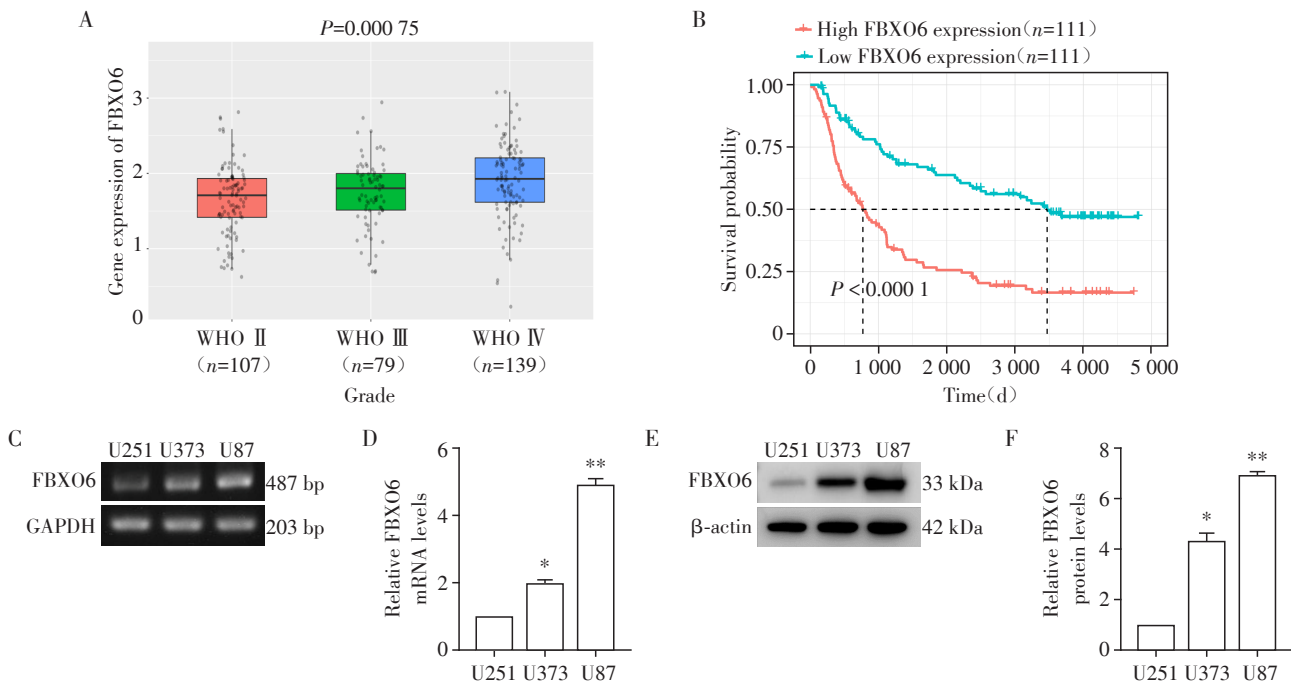 A
P=0.000 75
Gene expression of FBXO6
3
2
1
0
WHO Ⅱ
(n=107)
WHO Ⅲ
(n=79)
WHO Ⅳ
(n=139)
Grade
B
High FBXO6 expression(n=111)
Low FBXO6 expression(n=111)
Survival probability
1.00
0.75
0.50
0.25
0
P < 0.000 1
0 1 000 2 000 3 000 4 000 5 000
Time(d)
C
U251 U373 U87
FBXO6 487 bp
GAPDH 203 bp
D
Relative FBXO6
mRNA levels
6
4
2
0
*
**
U251 U373 U87
E
U251 U373 U87
FBXO6 33 kDa
β-actin 42 kDa
F
Relative FBXO6
protein levels
8
6
4
2
0
*
**
U251 U373 U87